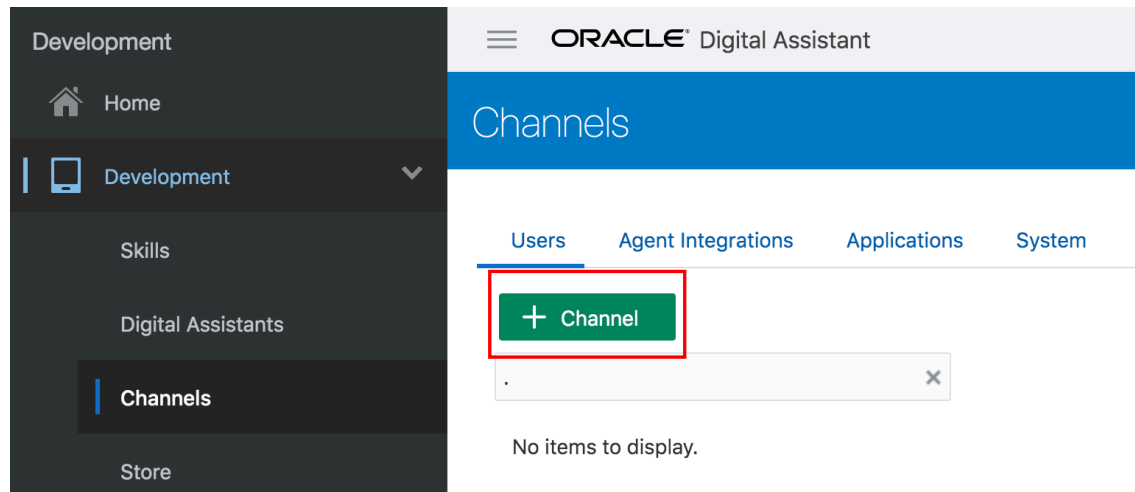 Development
Home
Development
Skills
Digital Assistants
Channels
Store
ORACLE® Digital Assistant
Channels
Users Agent Integrations Applications System
+ Channel
.
No items to display.